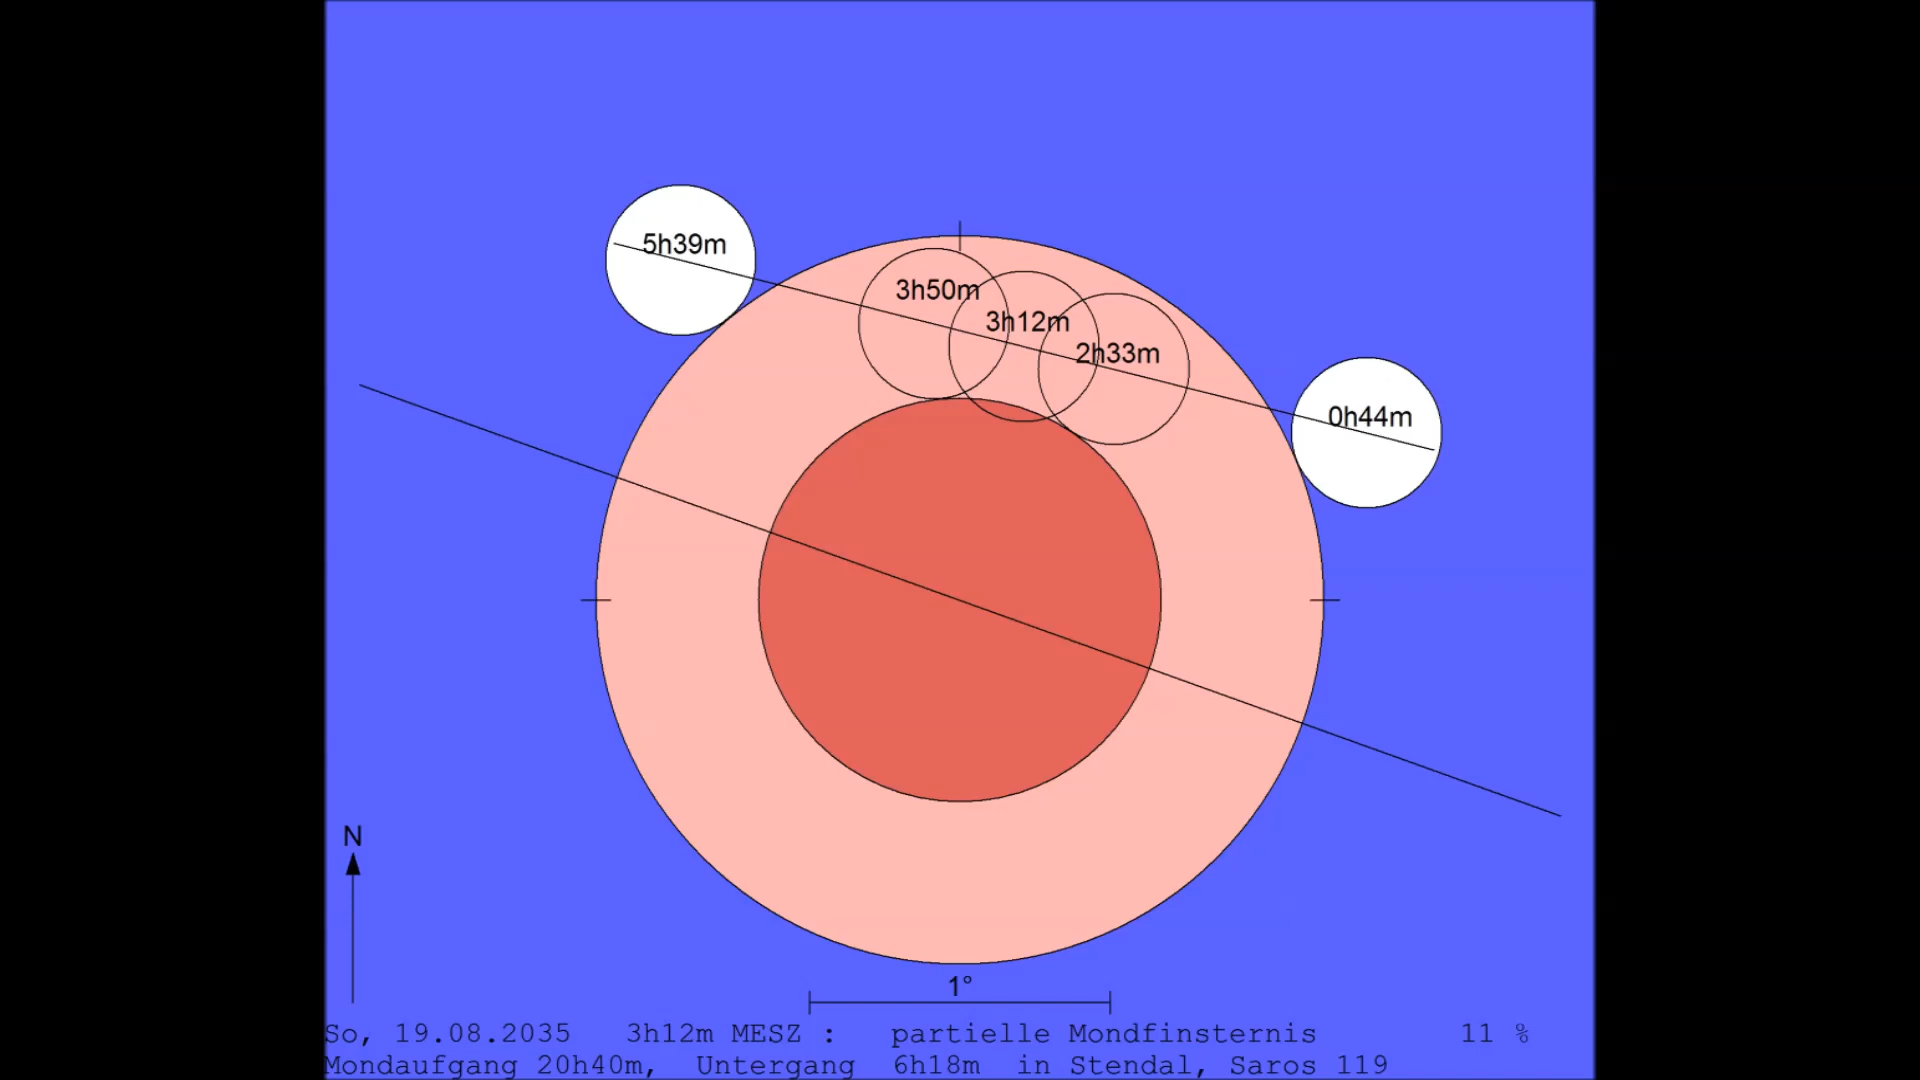 5h39m
3h50m
3h12m
2h33m
0h44m
N
1°
So, 19.08.2035 3h12m MESZ : partielle Mondfinsternis 11 %
Mondaufgang 20h40m, Untergang 6h18m in Stendal, Saros 119